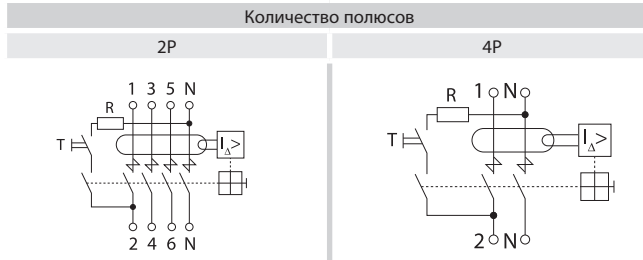 Количество полюсов
2P
4P
1 3 5 N
R
T
I△>
2 4 6 N
1 N
R
T
I△>
2 N